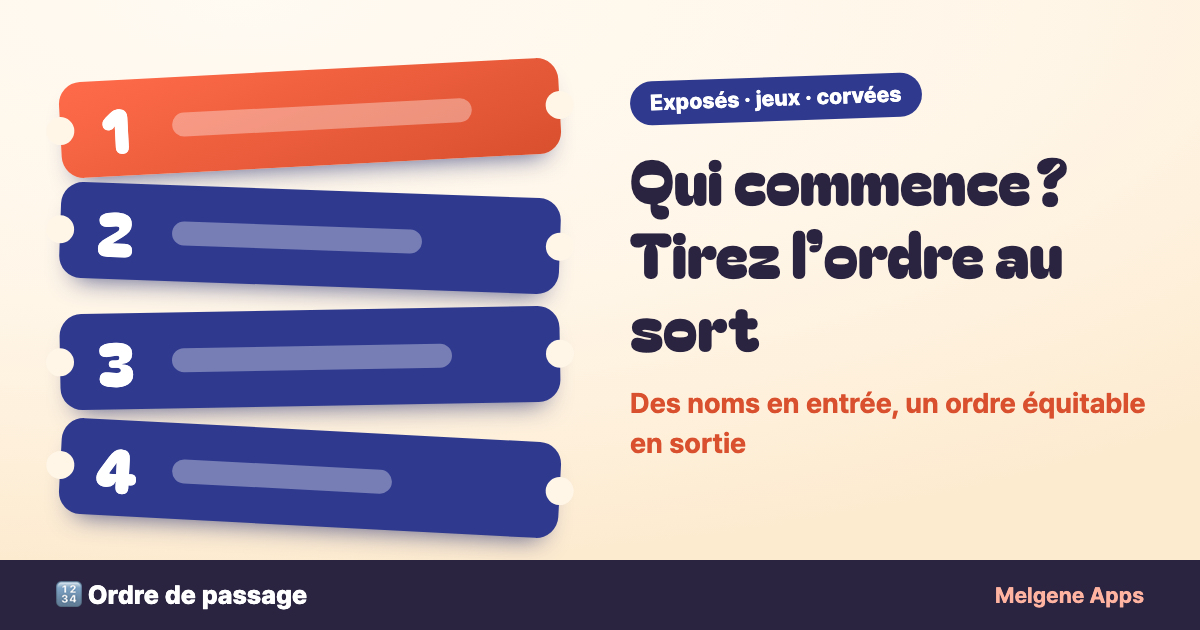 1
2
3
4
Exposés · jeux · corvées
Qui commence ?
Tirez l’ordre au
sort
Des noms en entrée, un ordre équitable
en sortie
🔢 Ordre de passage
Melgene Apps